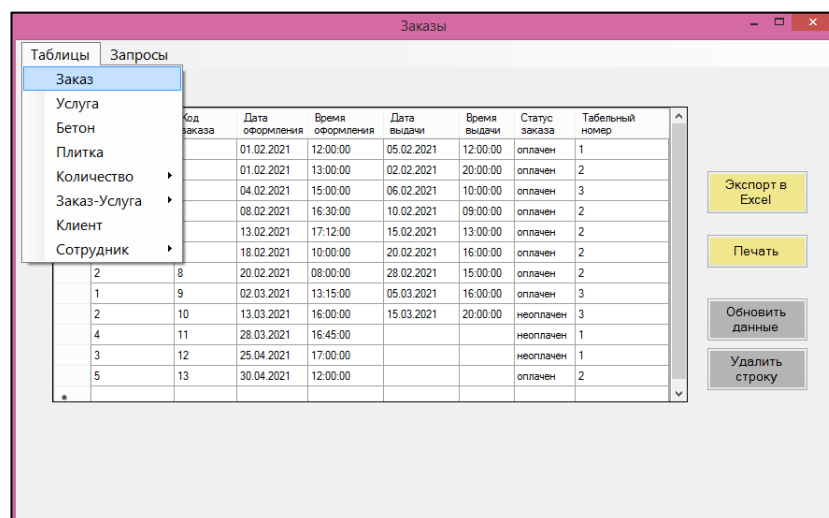 Заказы
Таблицы Запросы
Заказ
Услуга
Бетон
Плитка
Количество
Заказ-Услуга
Клиент
Сотрудник
Код заказа Дата оформления Время оформления Дата выдачи Время выдачи Статус заказа Табельный номер
01.02.2021 12:00:00 05.02.2021 12:00:00 оплачен 1
01.02.2021 13:00:00 02.02.2021 20:00:00 оплачен 2
04.02.2021 15:00:00 06.02.2021 10:00:00 оплачен 3
08.02.2021 16:30:00 10.02.2021 09:00:00 оплачен 2
13.02.2021 17:12:00 15.02.2021 13:00:00 оплачен 2
18.02.2021 10:00:00 20.02.2021 16:00:00 оплачен 2
2 8 20.02.2021 08:00:00 28.02.2021 15:00:00 оплачен 2
1 9 02.03.2021 13:15:00 05.03.2021 16:00:00 оплачен 3
2 10 13.03.2021 16:00:00 15.03.2021 20:00:00 неоплачен 3
4 11 28.03.2021 16:45:00 неоплачен 1
3 12 25.04.2021 17:00:00 неоплачен 1
5 13 30.04.2021 12:00:00 оплачен 2
Экспорт в
Excel
Печать
Обновить
данные
Удалить
строку